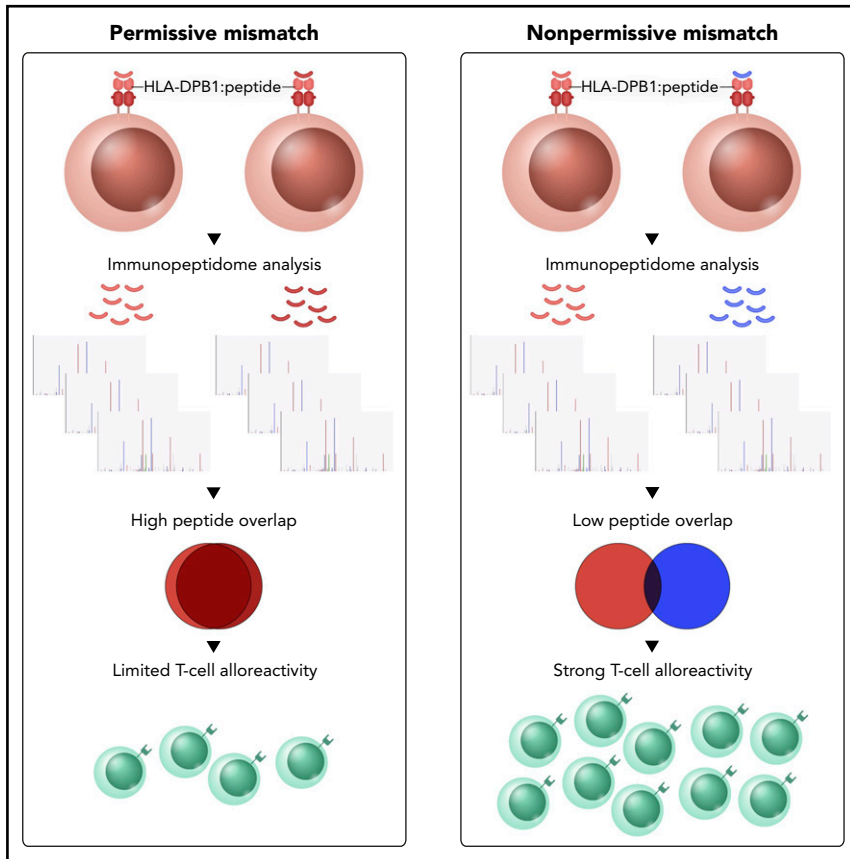 Permissive mismatch
HLA-DPB1:peptide
Immunopeptidome analysis
High peptide overlap
Limited T-cell alloreactivity
Nonpermissive mismatch
HLA-DPB1:peptide
Immunopeptidome analysis
Low peptide overlap
Strong T-cell alloreactivity